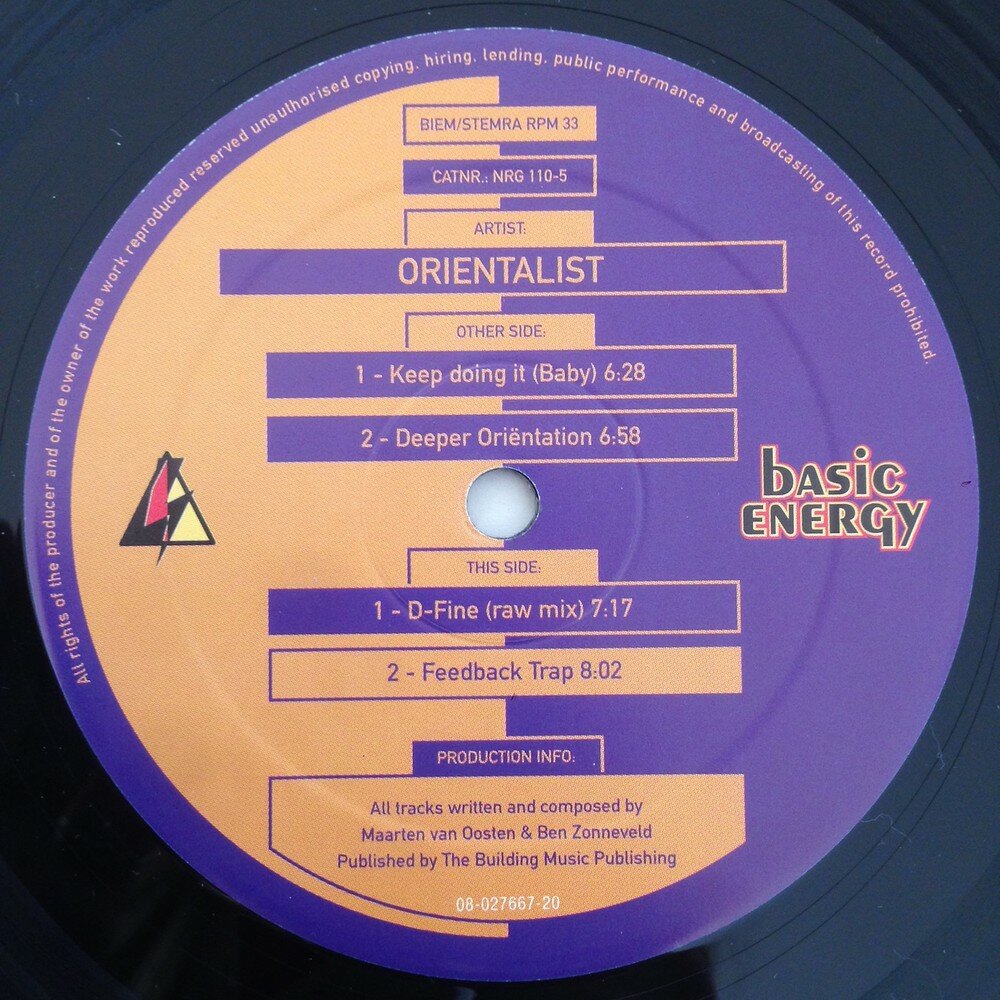 All rights of the producer and of the owner of the work reproduced reserved unauthorised copying. hiring. lending. public performance and broadcasting of this record prohibited.
BIEM/STEMRA RPM 33
CATNR.: NRG 110-5
ARTIST:
ORIENTALIST
OTHER SIDE:
1 - Keep doing it (Baby) 6:28
2 - Deeper Oriëntation 6:58
basic
ENERGY
THIS SIDE:
1 - D-Fine (raw mix) 7:17
2 - Feedback Trap 8:02
PRODUCTION INFO:
All tracks written and composed by
Maarten van Oosten & Ben Zonneveld
Published by The Building Music Publishing
08-027667-20